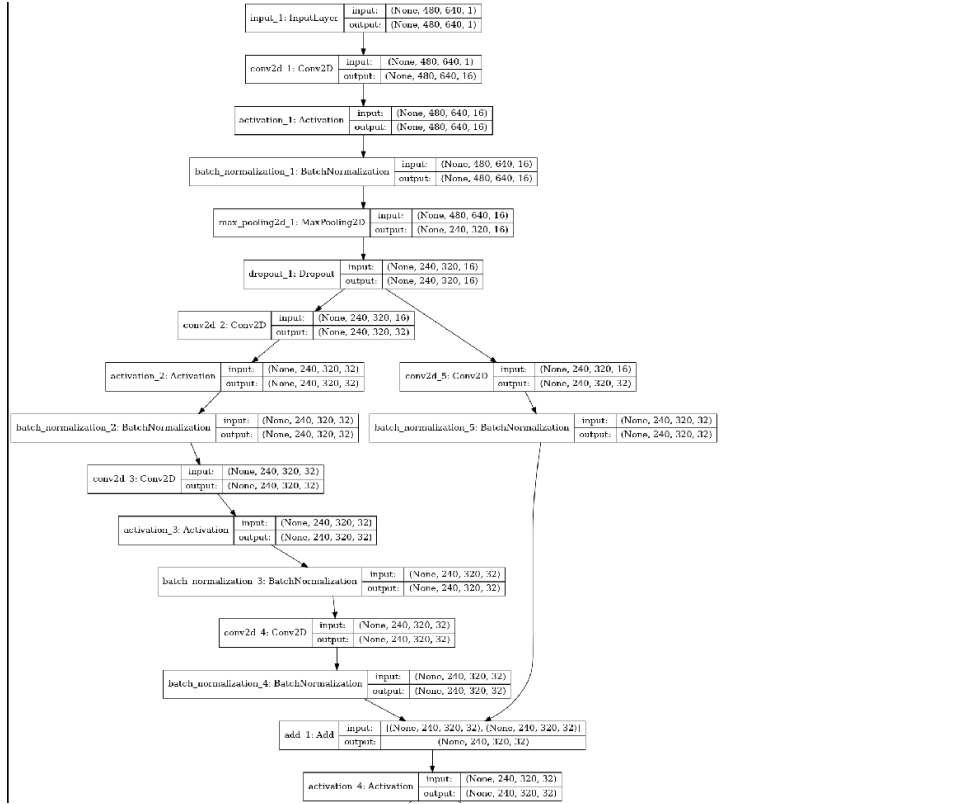 input_1: InputLayer
input: (None, 480, 640, 1)
output: (None, 480, 640, 1)
conv2d_1: Conv2D
input: (None, 480, 640, 1)
output: (None, 480, 640, 16)
activation_1: Activation
input: (None, 480, 640, 16)
output: (None, 480, 640, 16)
batch_normalization_1: BatchNormalization
input: (None, 480, 640, 16)
output: (None, 480, 640, 16)
max_pooling2d_1: MaxPooling2D
input: (None, 480, 640, 16)
output: (None, 240, 320, 16)
dropout_1: Dropout
input: (None, 240, 320, 16)
output: (None, 240, 320, 16)
conv2d_2: Conv2D
input: (None, 240, 320, 16)
output: (None, 240, 320, 32)
activation_2: Activation
input: (None, 240, 320, 32)
output: (None, 240, 320, 32)
conv2d_5: Conv2D
input: (None, 240, 320, 16)
output: (None, 240, 320, 32)
batch_normalization_2: BatchNormalization
input: (None, 240, 320, 32)
output: (None, 240, 320, 32)
batch_normalization_5: BatchNormalization
input: (None, 240, 320, 32)
output: (None, 240, 320, 32)
conv2d_3: Conv2D
input: (None, 240, 320, 32)
output: (None, 240, 320, 32)
activation_3: Activation
input: (None, 240, 320, 32)
output: (None, 240, 320, 32)
batch_normalization_3: BatchNormalization
input: (None, 240, 320, 32)
output: (None, 240, 320, 32)
conv2d_4: Conv2D
input: (None, 240, 320, 32)
output: (None, 240, 320, 32)
batch_normalization_4: BatchNormalization
input: (None, 240, 320, 32)
output: (None, 240, 320, 32)
add_1: Add
input: [(None, 240, 320, 32), (None, 240, 320, 32)]
output: (None, 240, 320, 32)
activation_4: Activation
input: (None, 240, 320, 32)
output: (None, 240, 320, 32)